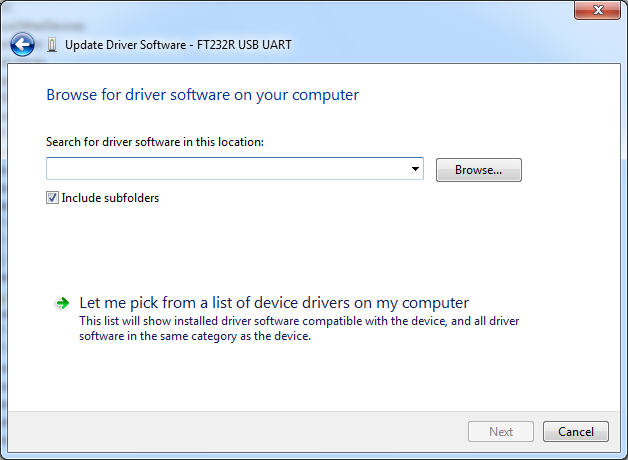 Update Driver Software - FT232R USB UART
Browse for driver software on your computer
Search for driver software in this location:
Browse...
Include subfolders
Let me pick from a list of device drivers on my computer
This list will show installed driver software compatible with the device, and all driver
software in the same category as the device.
Next
Cancel